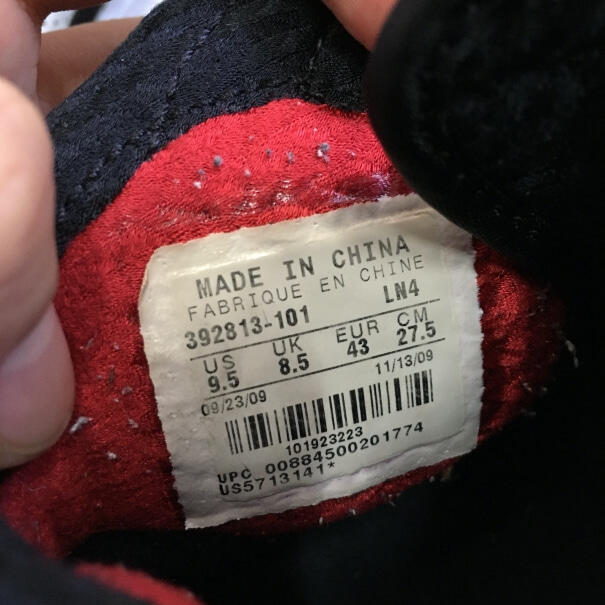 MADE IN CHINA
FABRIQUE EN CHINE
392813-101 LN4
US UK EUR CM
9.5 8.5 43 27.5
09/23/09 11/13/09
101923223
UPC 00884500201774
US5713141*